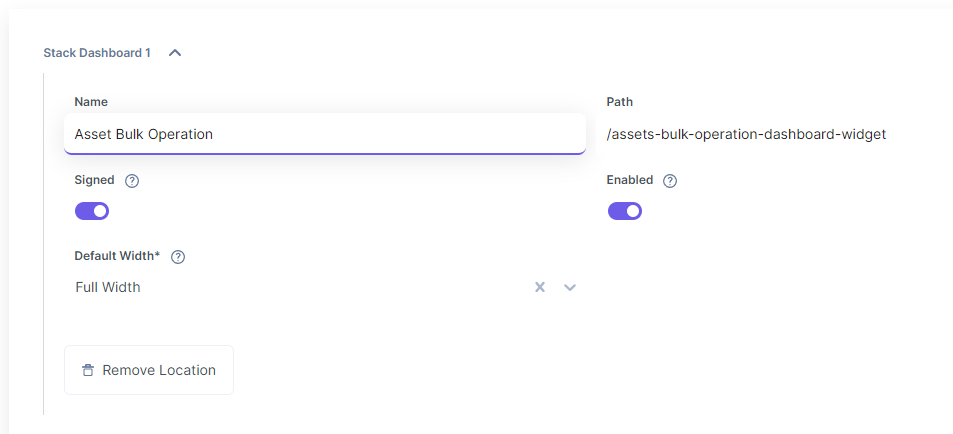 Stack Dashboard 1
Name
Path
Asset Bulk Operation
/assets-bulk-operation-dashboard-widget
Signed ?
Enabled ?
Default Width* ?
Full Width
Remove Location